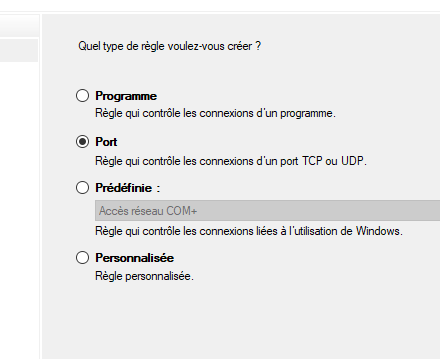 Quel type de règle voulez-vous créer ?
Programme
Règle qui contrôle les connexions d'un programme.
Port
Règle qui contrôle les connexions d'un port TCP ou UDP.
Prédéfinie :
Accès réseau COM+
Règle qui contrôle les connexions liées à l'utilisation de Windows.
Personnalisée
Règle personnalisée.